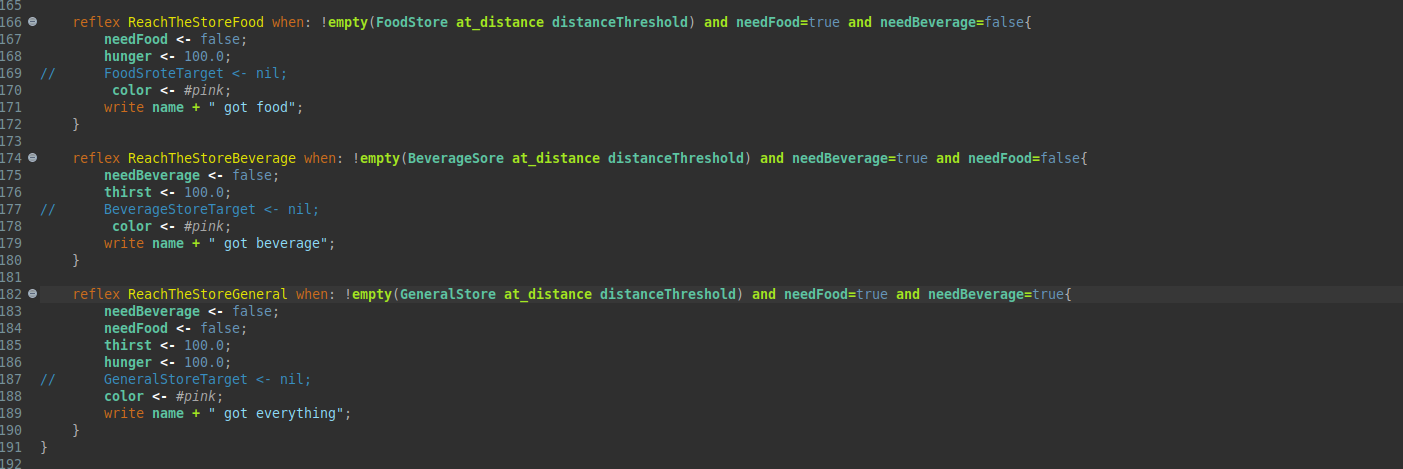 165
166 reflex ReachTheStoreFood when: !empty(FoodStore at_distance distanceThreshold) and needFood=true and needBeverage=false{
167 needFood <- false;
168 hunger <- 100.0;
169 // FoodSroteTarget <- nil;
170 color <- #pink;
171 write name + " got food";
172 }
173
174 reflex ReachTheStoreBeverage when: !empty(BeverageSore at_distance distanceThreshold) and needBeverage=true and needFood=false{
175 needBeverage <- false;
176 thirst <- 100.0;
177 // BeverageStoreTarget <- nil;
178 color <- #pink;
179 write name + " got beverage";
180 }
181
182 reflex ReachTheStoreGeneral when: !empty(GeneralStore at_distance distanceThreshold) and needFood=true and needBeverage=true{
183 needBeverage <- false;
184 needFood <- false;
185 thirst <- 100.0;
186 hunger <- 100.0;
187 // GeneralStoreTarget <- nil;
188 color <- #pink;
189 write name + " got everything";
190 }
191 }
192